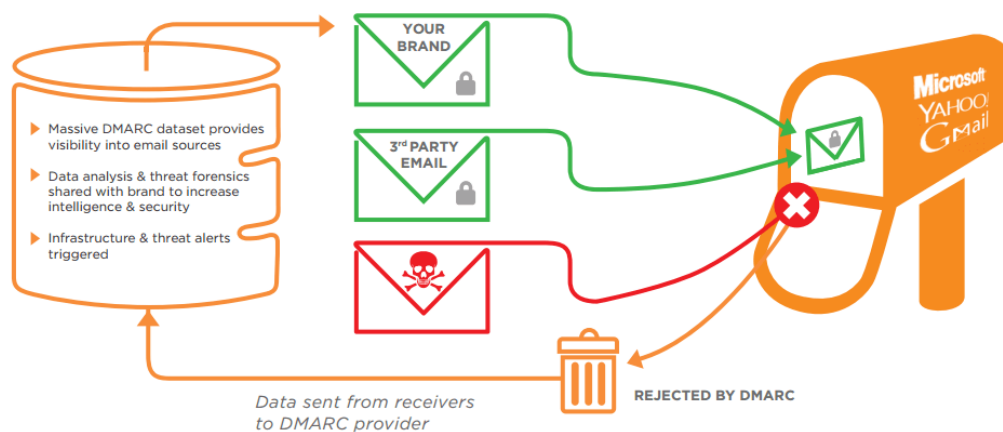 YOUR
BRAND
Microsoft
YAHOO!
Gmail
Massive DMARC dataset provides
visibility into email sources
Data analysis & threat forensics
shared with brand to increase
intelligence & security
Infrastructure & threat alerts
triggered
3rd PARTY
EMAIL
REJECTED BY DMARC
Data sent from receivers
to DMARC provider